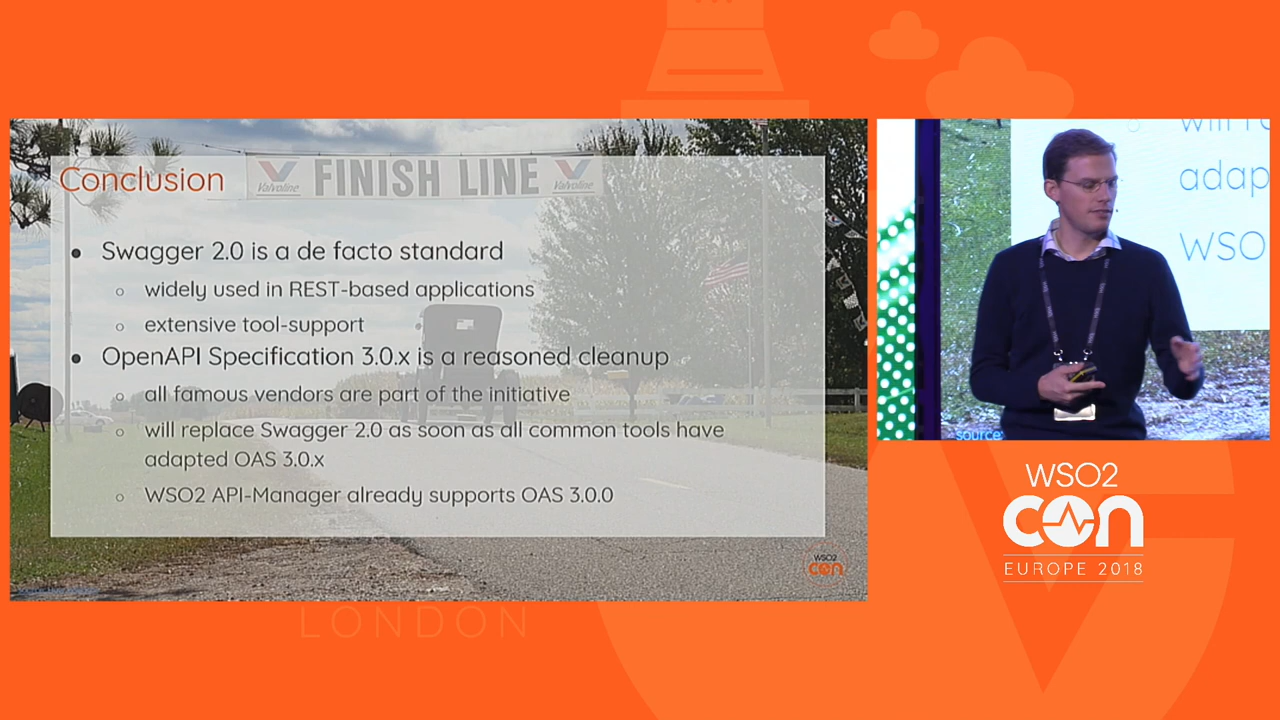 Conclusion
Valvoline FINISH LINE Valvoline
Swagger 2.0 is a de facto standard
widely used in REST-based applications
extensive tool-support
OpenAPI Specification 3.0.x is a reasoned cleanup
all famous vendors are part of the initiative
will replace Swagger 2.0 as soon as all common tools have
adapted OAS 3.0.x
WSO2 API-Manager already supports OAS 3.0.0
WSO2
con
LONDON
adap
WSO
source
WSO2
con
EUROPE 2018